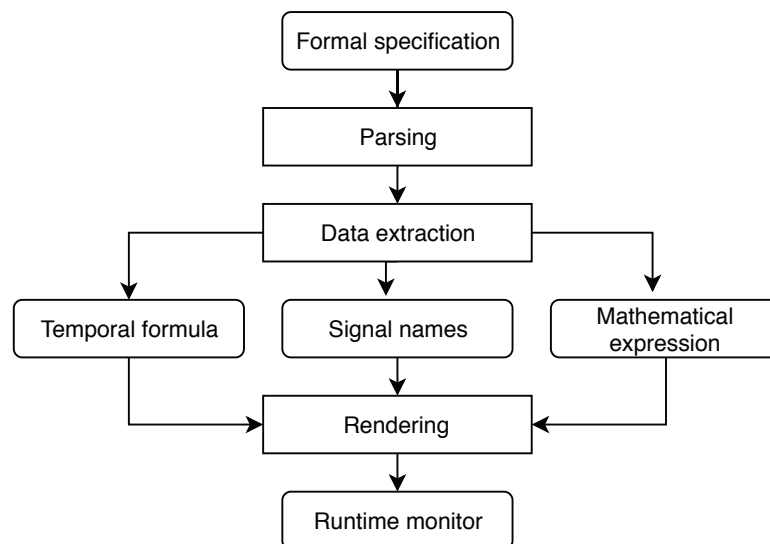 Formal specification
Parsing
Data extraction
Temporal formula
Signal names
Mathematical
expression
Rendering
Runtime monitor